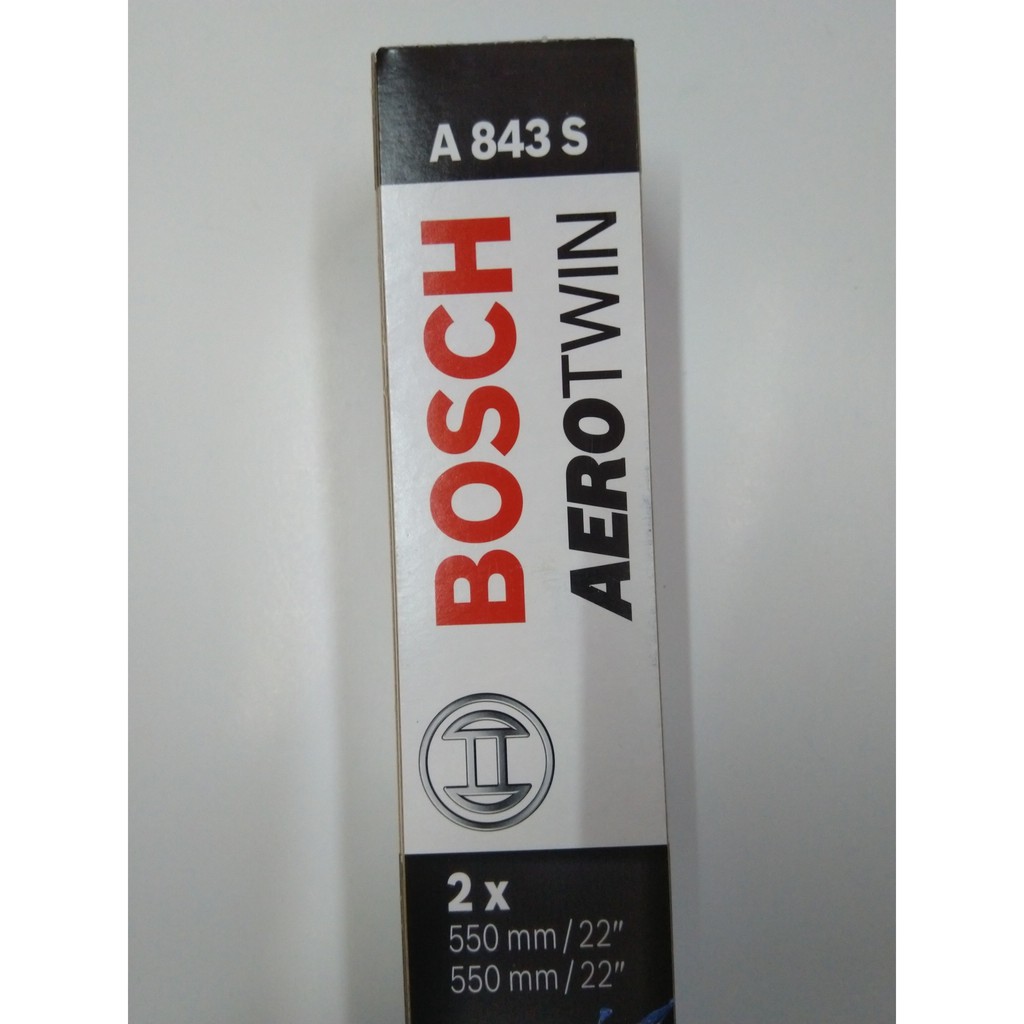 A 843 S
BOSCH
AEROTWIN
2 x
550 mm / 22"
550 mm / 22"